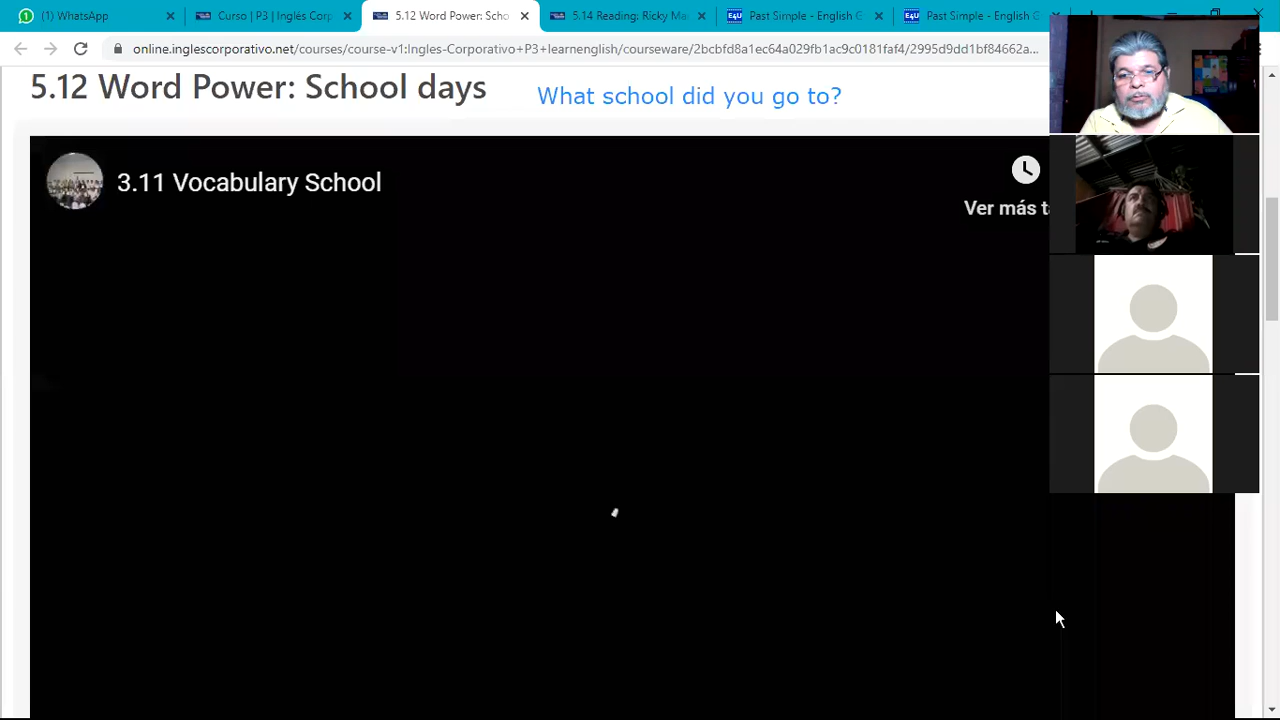 (1) WhatsApp
Curso | P3 | Inglés Corp
5.12 Word Power: Scho
5.14 Reading: Ricky Ma
Past Simple - English G
Past Simple - English G
online.inglescorporativo.net/courses/course-v1:Ingles-Corporativo+P3+learnenglish/courseware/2bcbfd8a1ec64a029fb1ac9c0181faf4/2995d9dd1bf84662a...
5.12 Word Power: School days
What school did you go to?
3.11 Vocabulary School
Ver más ta